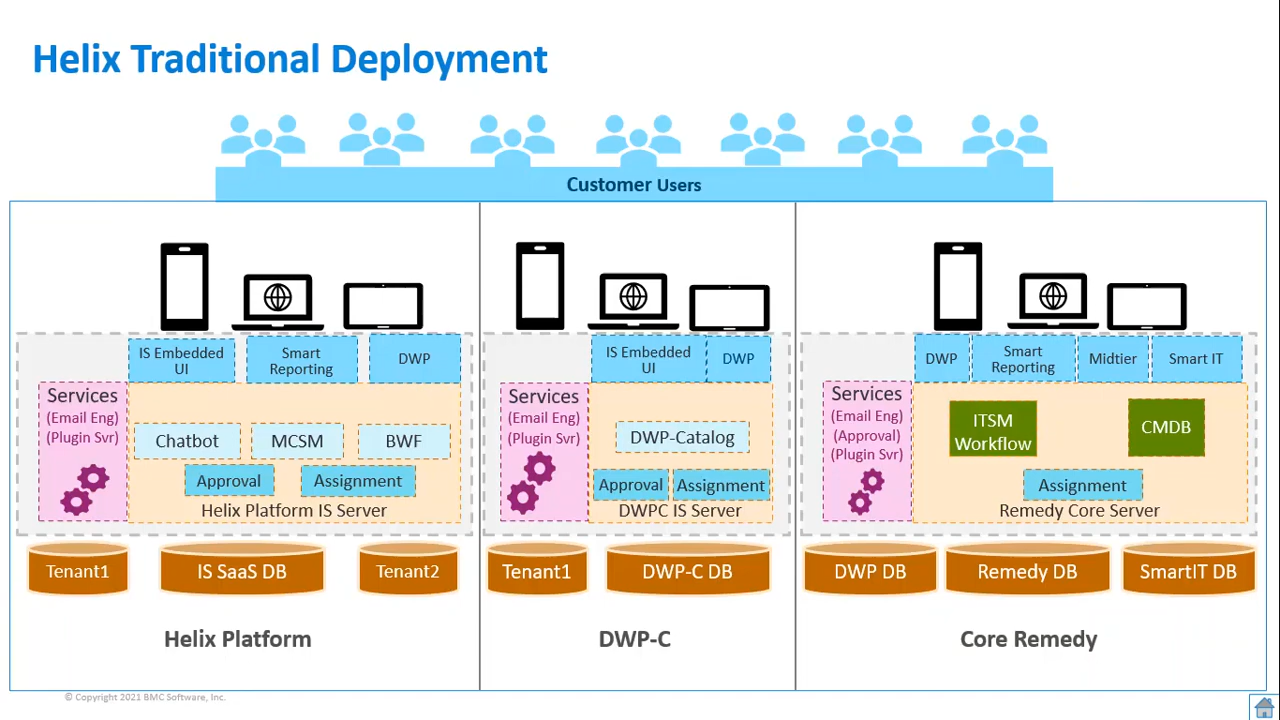 Helix Traditional Deployment
Customer Users
IS Embedded
UI
Smart
Reporting
DWP
Services
(Email Eng)
(Plugin Svr)
Chatbot
MCSM
BWF
Approval
Assignment
Helix Platform IS Server
Tenant1
IS SaaS DB
Tenant2
Helix Platform
IS Embedded
UI
DWP
Services
(Email Eng)
(Plugin Svr)
DWP-Catalog
Approval
Assignment
DWPC IS Server
Tenant1
DWP-C DB
DWP-C
DWP
Smart
Reporting
Midtier
Smart IT
Services
(Email Eng)
(Approval)
(Plugin Svr)
ITSM
Workflow
CMDB
Assignment
Remedy Core Server
DWP DB
Remedy DB
SmartIT DB
Core Remedy
© Copyright 2021 BMC Software, Inc.